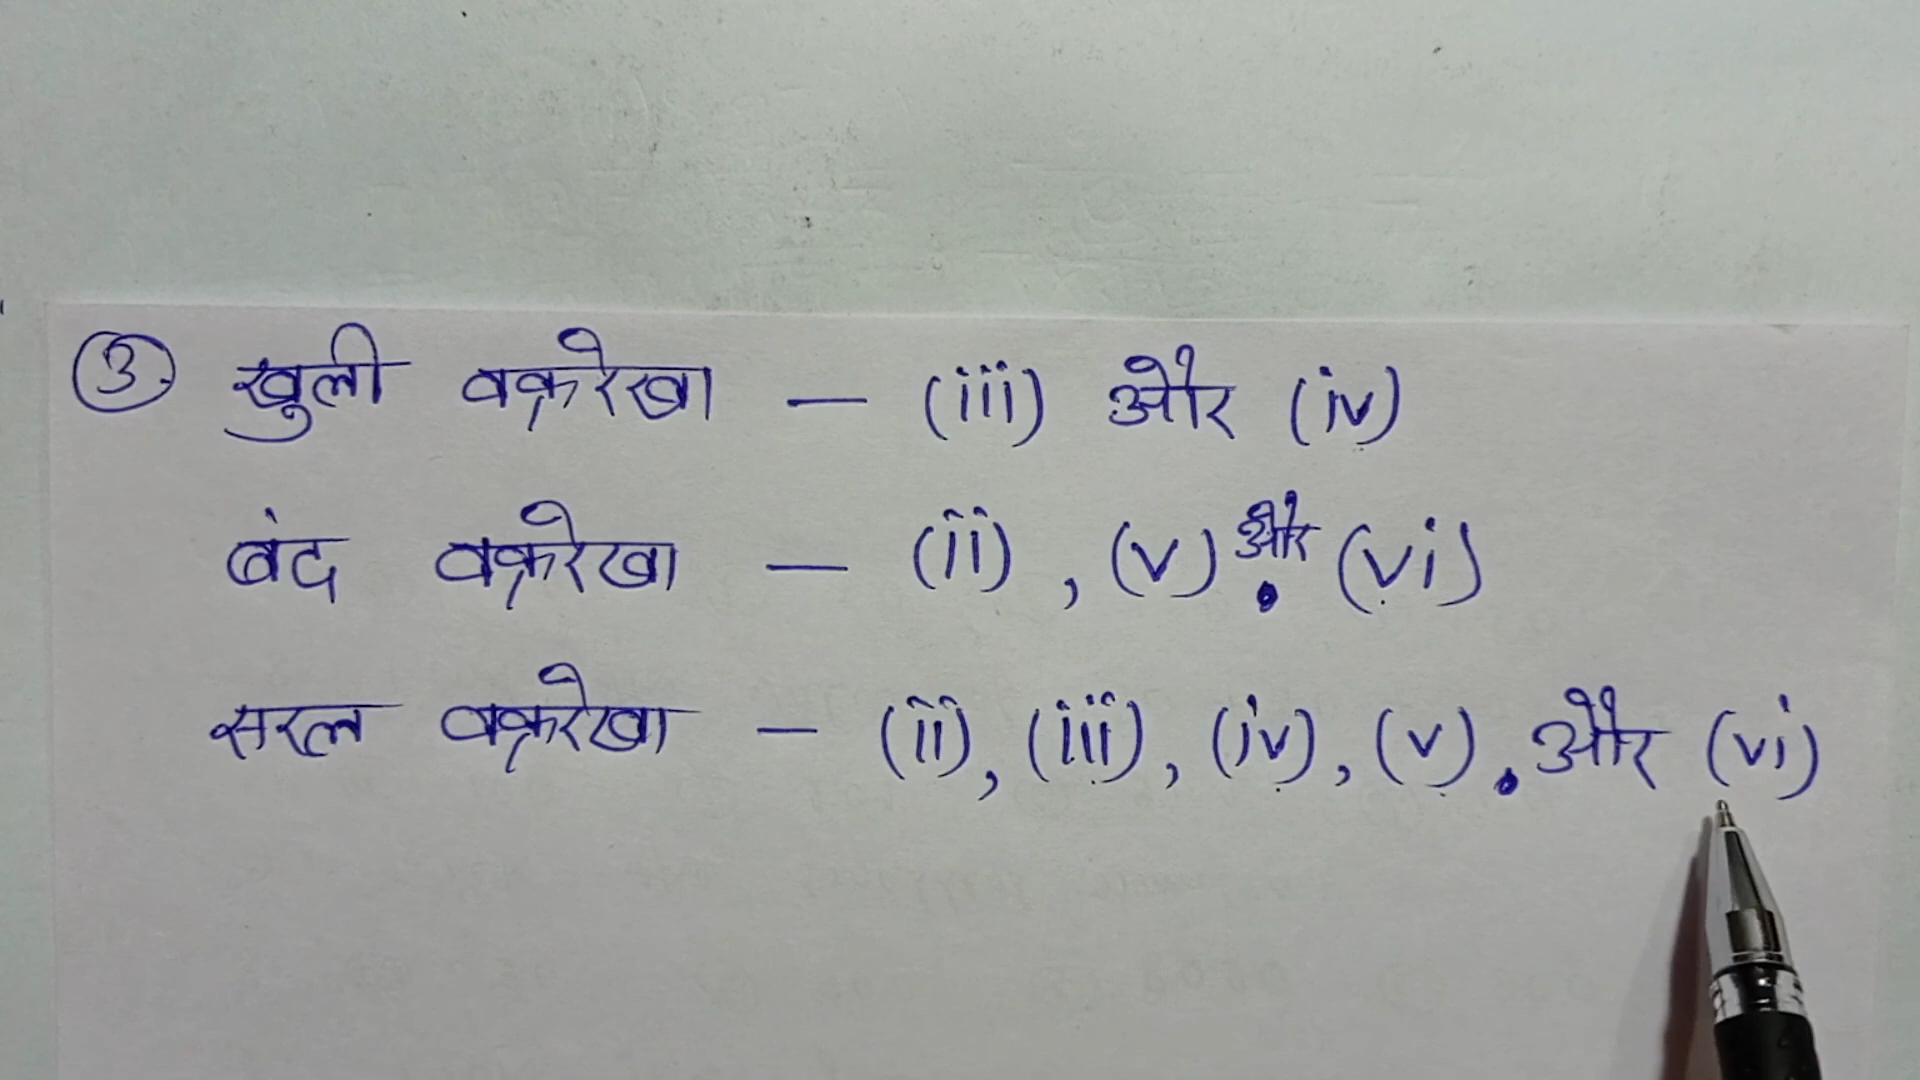 3. खुली वक्ररेखा — (iii) और (iv)
बंद वक्ररेखा — (ii) , (v) और (vi)
सरल वक्ररेखा — (ii), (iii), (iv), (v) . और (vi)